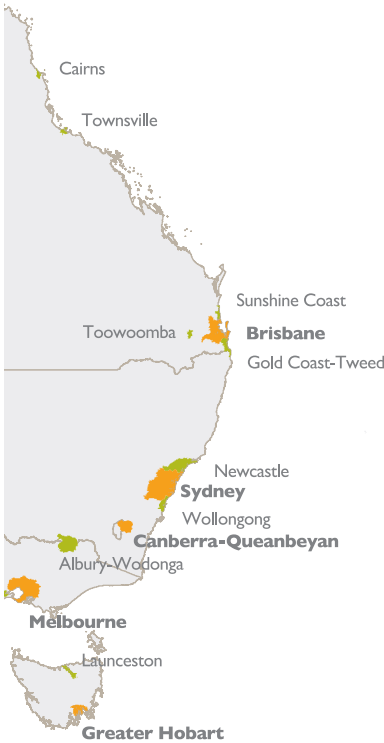 Cairns
Townsville
Sunshine Coast
Toowoomba
Brisbane
Gold Coast-Tweed
Newcastle
Sydney
Wollongong
Canberra-Queanbeyan
Albury-Wodonga
Melbourne
Launceston
Greater Hobart